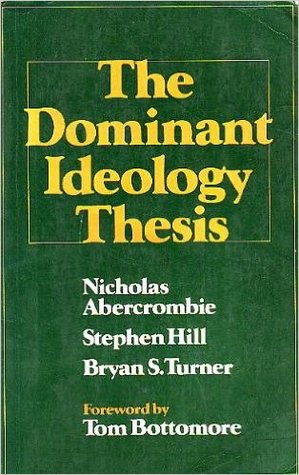 The
Dominant
Ideology
Thesis
Nicholas
Abercrombie
Stephen Hill
Bryan S. Turner
Foreword by
Tom Bottomore